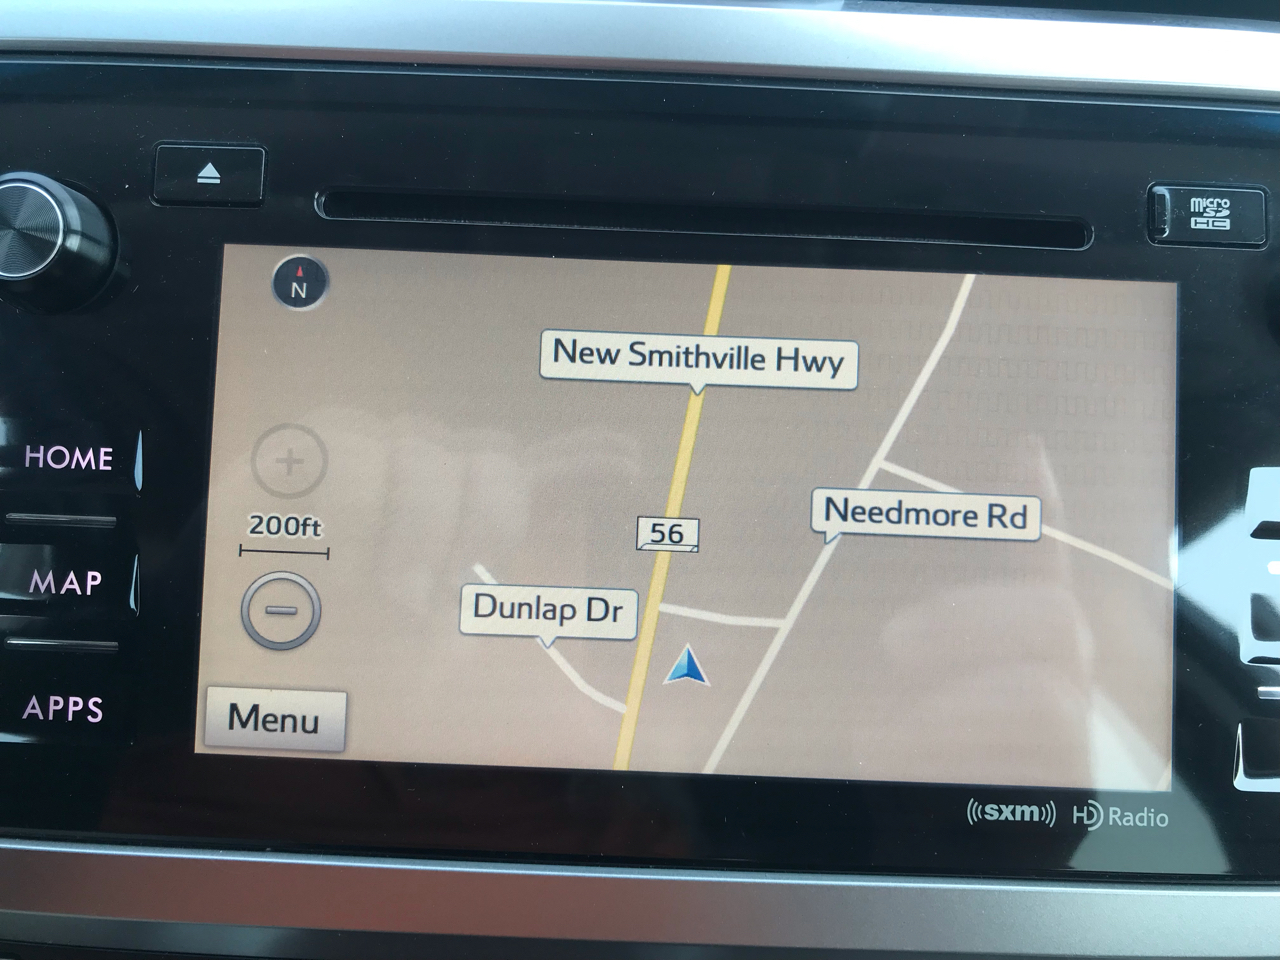 micro
SD
HC
N
New Smithville Hwy
HOME
Needmore Rd
200ft
56
MAP
Dunlap Dr
APPS
Menu
((sxm)) HD Radio